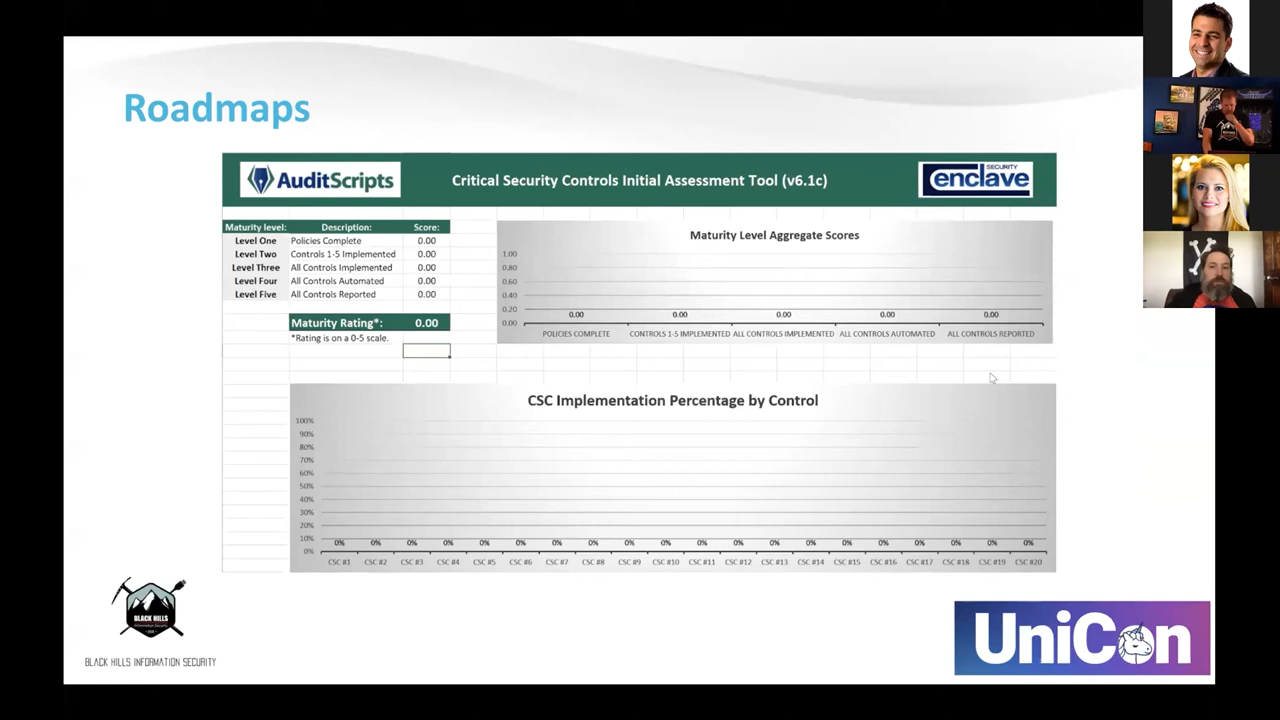 Roadmaps
AuditScripts
Critical Security Controls Initial Assessment Tool (v6.1c)
SECURITY
enclave
Maturity level: Description: Score:
Level One Policies Complete 0.00
Level Two Controls 1-5 Implemented 0.00
Level Three All Controls Implemented 0.00
Level Four All Controls Automated 0.00
Level Five All Controls Reported 0.00
Maturity Rating*: 0.00
*Rating is on a 0-5 scale.
Maturity Level Aggregate Scores
1.00
0.80
0.60
0.40
0.20
0.00
0.00 0.00 0.00 0.00 0.00
POLICIES COMPLETE CONTROLS 1-5 IMPLEMENTED ALL CONTROLS IMPLEMENTED ALL CONTROLS AUTOMATED ALL CONTROLS REPORTED
CSC Implementation Percentage by Control
100%
90%
80%
70%
60%
50%
40%
30%
20%
10%
0%
0% 0% 0% 0% 0% 0% 0% 0% 0% 0% 0% 0% 0% 0% 0% 0% 0% 0% 0% 0%
CSC #1 CSC #2 CSC #3 CSC #4 CSC #5 CSC #6 CSC #7 CSC #8 CSC #9 CSC #10 CSC #11 CSC #12 CSC #13 CSC #14 CSC #15 CSC #16 CSC #17 CSC #18 CSC #19 CSC #20
BLACK HILLS
Information Security
BLACK HILLS INFORMATION SECURITY
UniCon